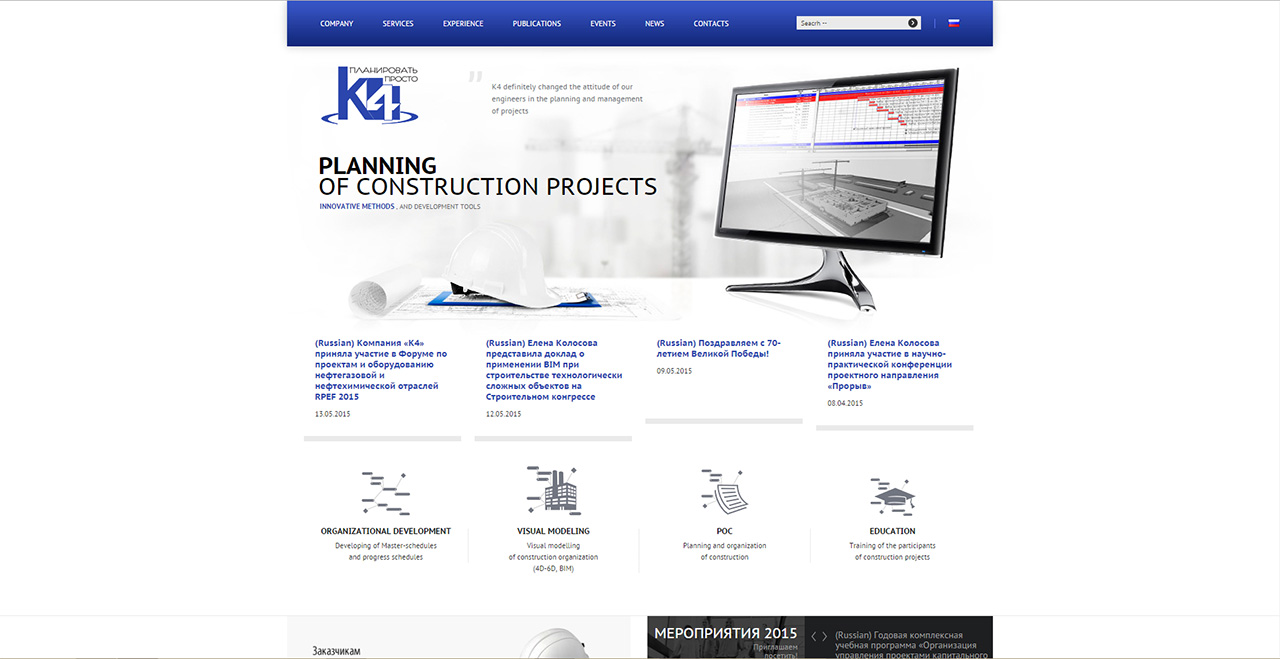 COMPANY SERVICES EXPERIENCE PUBLICATIONS EVENTS NEWS CONTACTS Seacrh --
ПЛАНИРОВАТЬ
ПРОСТО
К4
K4 definitely changed the attitude of our
engineers in the planning and management
of projects
PLANNING
OF CONSTRUCTION PROJECTS
INNOVATIVE METHODS , AND DEVELOPMENT TOOLS
(Russian) Компания «К4»
приняла участие в Форуме по
проектам и оборудованию
нефтегазовой и
нефтехимической отраслей
RPEF 2015
13.05.2015
(Russian) Елена Колосова
представила доклад о
применении BIM при
строительстве технологически
сложных объектов на
Строительном конгрессе
12.05.2015
(Russian) Поздравляем с 70-
летием Великой Победы!
09.05.2015
(Russian) Елена Колосова
приняла участие в научно-
практической конференции
проектного направления
«Прорыв»
08.04.2015
ORGANIZATIONAL DEVELOPMENT
Developing of Master-schedules
and progress schedules
VISUAL MODELING
Visual modelling
of construction organization
(4D-6D, BIM)
POC
Planning and organization
of construction
EDUCATION
Training of the participants
of construction projects
Заказчикам
МЕРОПРИЯТИЯ 2015
Приглашаем
посетить!
(Russian) Годовая комплексная
учебная программа «Организация
управления проектами капитального